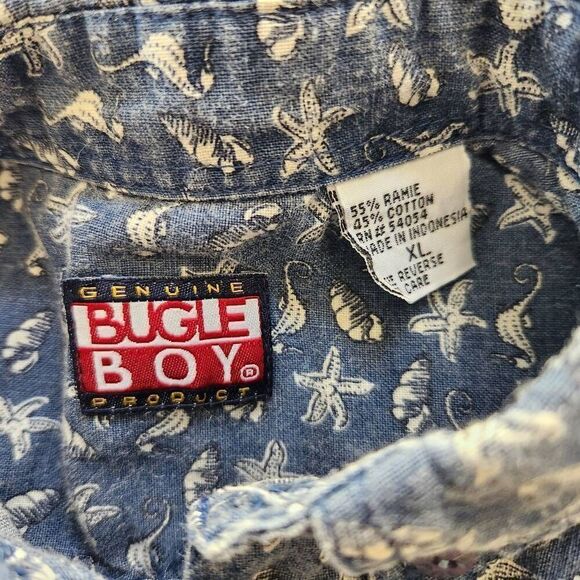 GENUINE
BUGLE
BOY®
PRODUCT
55% RAMIE
45% COTTON
RN# 54054
MADE IN INDONESIA
XL
REVERSE
CARE